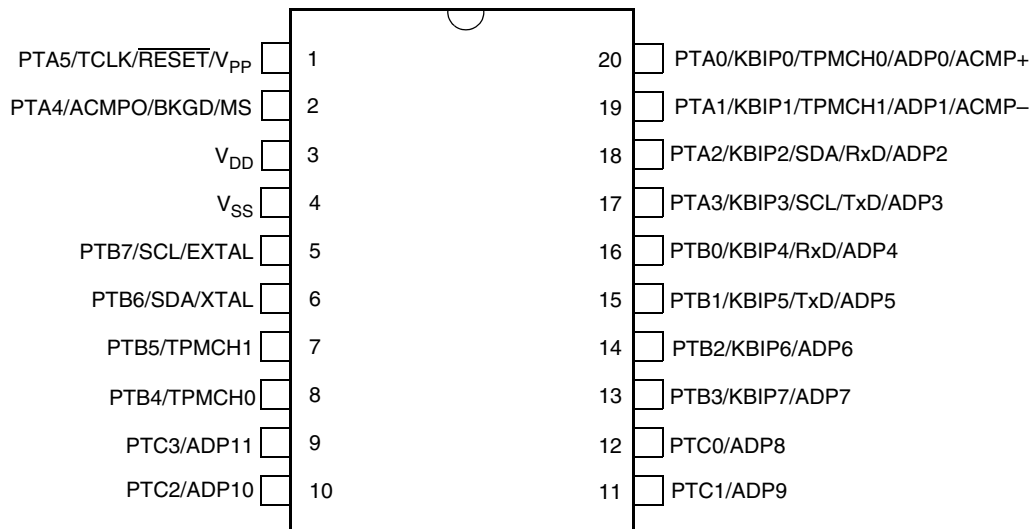 PTA5/TCLK/RESET/VPP 1 20 PTA0/KBIP0/TPMCH0/ADP0/ACMP+
PTA4/ACMPO/BKGD/MS 2 19 PTA1/KBIP1/TPMCH1/ADP1/ACMP–
VDD 3 18 PTA2/KBIP2/SDA/RxD/ADP2
VSS 4 17 PTA3/KBIP3/SCL/TxD/ADP3
PTB7/SCL/EXTAL 5 16 PTB0/KBIP4/RxD/ADP4
PTB6/SDA/XTAL 6 15 PTB1/KBIP5/TxD/ADP5
PTB5/TPMCH1 7 14 PTB2/KBIP6/ADP6
PTB4/TPMCH0 8 13 PTB3/KBIP7/ADP7
PTC3/ADP11 9 12 PTC0/ADP8
PTC2/ADP10 10 11 PTC1/ADP9